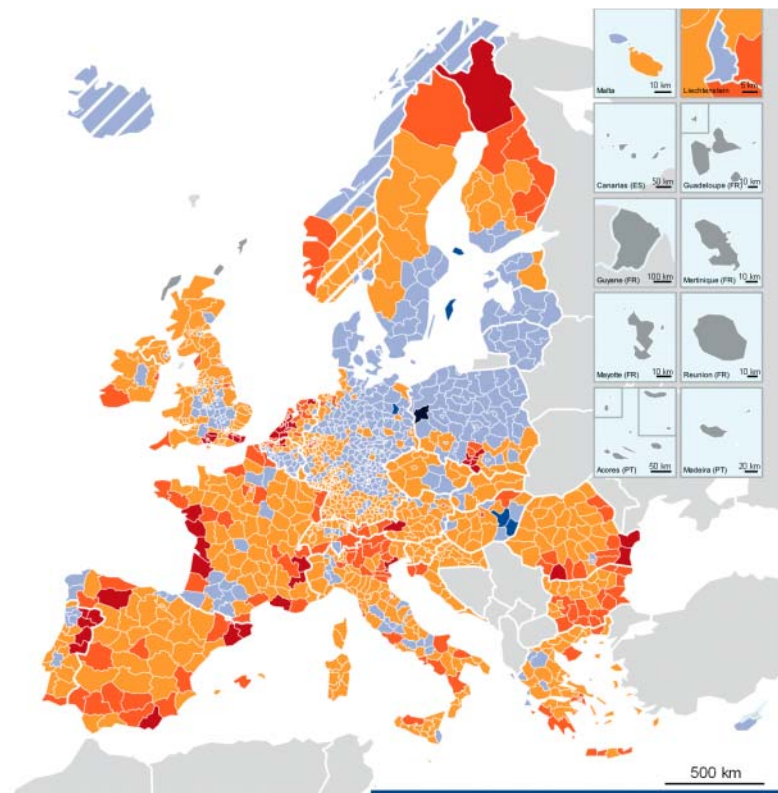 10 km
Malta
5 km
Liechtenstein
50 km
Canarias (ES)
10 km
Guadeloupe (FR)
100 km
Guyane (FR)
10 km
Martinique (FR)
10 km
Mayotte (FR)
10 km
Reunion (FR)
50 km
Acores (PT)
20 km
Madeira (PT)
500 km